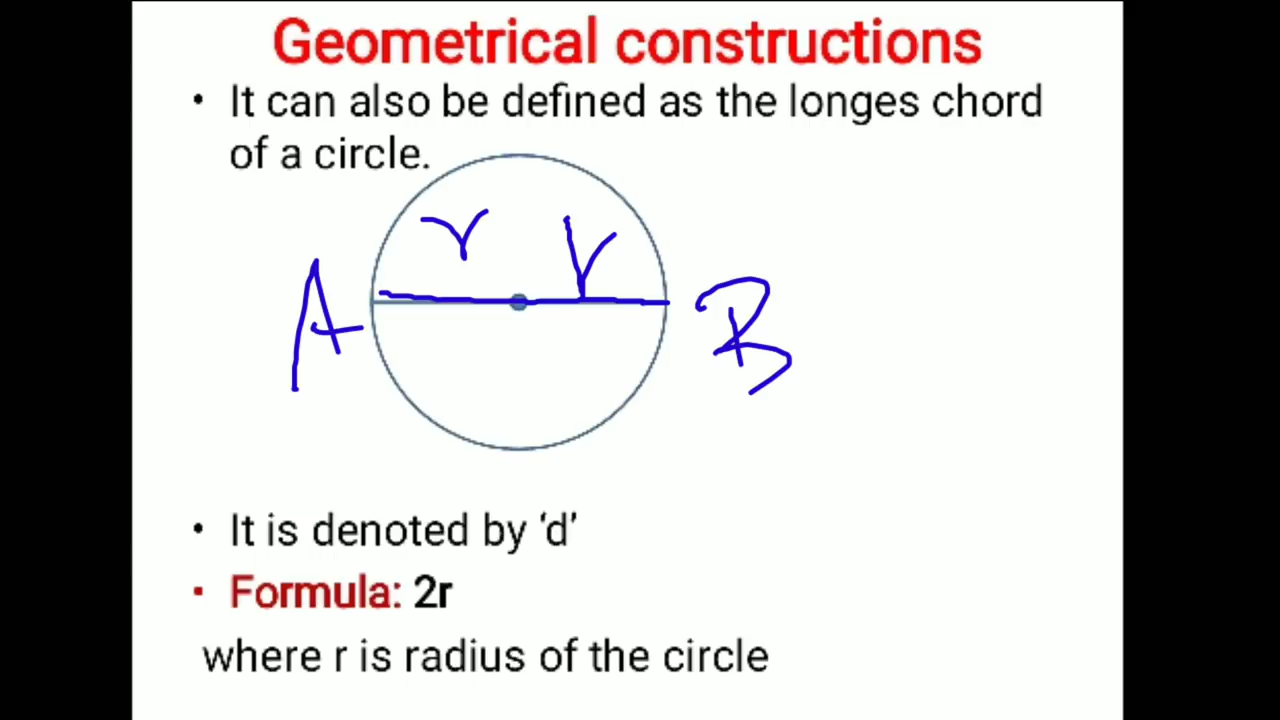 Geometrical constructions
• It can also be defined as the longes chord
of a circle.
r r
A B
• It is denoted by ‘d’
• Formula: 2r
where r is radius of the circle